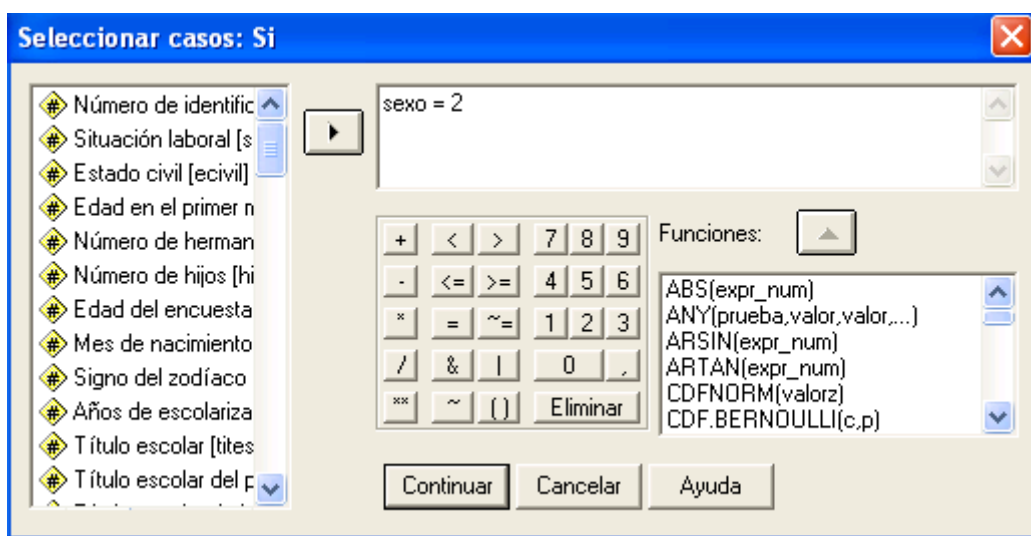 Seleccionar casos: Si
Número de identific
Situación laboral [s
Estado civil [ecivil]
Edad en el primer n
Número de herman
Número de hijos [hi
Edad del encuesta
Mes de nacimiento
Signo del zodíaco
Años de escolariza
Título escolar [tites
Título escolar del p
sexo = 2
+ < > 7 8 9
- <= >= 4 5 6
* = ~= 1 2 3
/ & | 0 ,
** ~ () Eliminar
Funciones:
ABS(expr_num)
ANY(prueba,valor,valor,...)
ARSIN(expr_num)
ARTAN(expr_num)
CDFNORM(valorz)
CDF.BERNOULLI(c,p)
Continuar Cancelar Ayuda